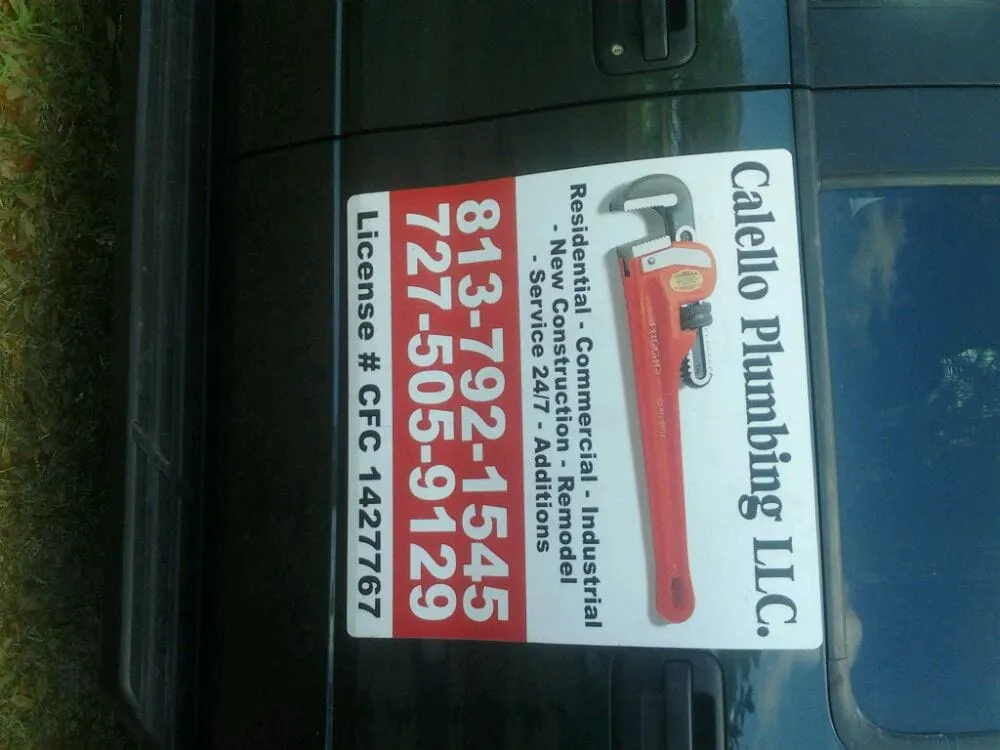 Calello Plumbing LLC.
RIDGID
Residential - Commercial - Industrial
- New Construction - Remodel
- Service 24/7 - Additions
813-792-1545
727-505-9129
License # CFC 1427767